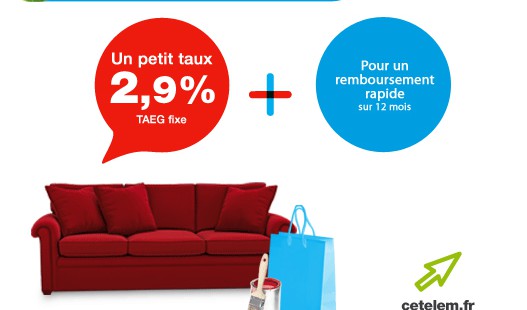 Un petit taux
2,9%
TAEG fixe
Pour un
remboursement
rapide
sur 12 mois
cetelem.fr